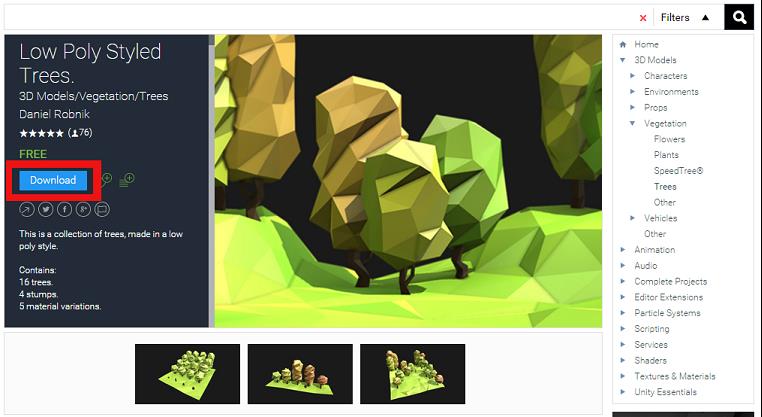 Filters
Low Poly Styled
Trees.
3D Models/Vegetation/Trees
Daniel Robnik
(76)
FREE
Download
This is a collection of trees, made in a low
poly style.
Contains:
16 trees.
4 stumps.
5 material variations.
Home
3D Models
Characters
Environments
Props
Vegetation
Flowers
Plants
SpeedTree®
Trees
Other
Vehicles
Other
Animation
Audio
Complete Projects
Editor Extensions
Particle Systems
Scripting
Services
Shaders
Textures & Materials
Unity Essentials